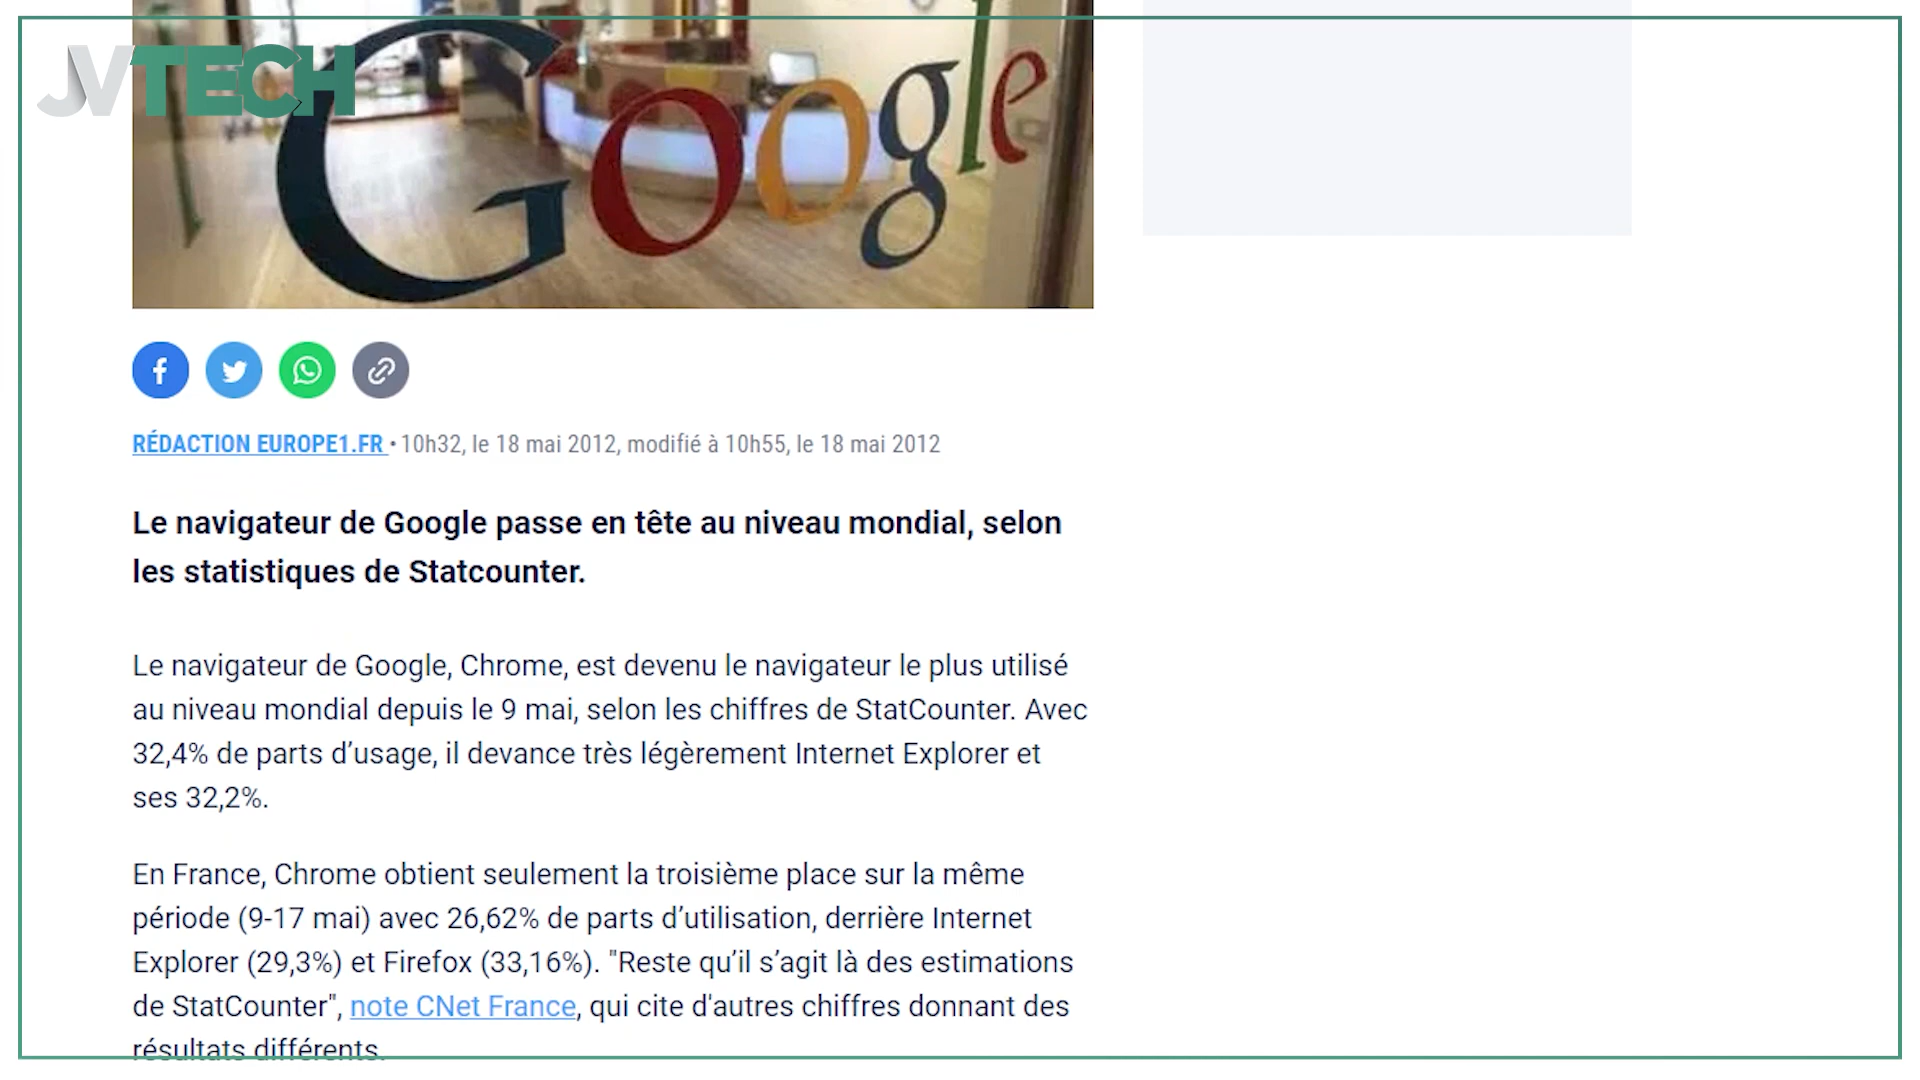 Google
JVTECH
RÉDACTION EUROPE1.FR • 10h32, le 18 mai 2012, modifié à 10h55, le 18 mai 2012
Le navigateur de Google passe en tête au niveau mondial, selon
les statistiques de Statcounter.
Le navigateur de Google, Chrome, est devenu le navigateur le plus utilisé
au niveau mondial depuis le 9 mai, selon les chiffres de StatCounter. Avec
32,4% de parts d’usage, il devance très légèrement Internet Explorer et
ses 32,2%.
En France, Chrome obtient seulement la troisième place sur la même
période (9-17 mai) avec 26,62% de parts d’utilisation, derrière Internet
Explorer (29,3%) et Firefox (33,16%). "Reste qu’il s’agit là des estimations
de StatCounter", note CNet France, qui cite d'autres chiffres donnant des
résultats différents.